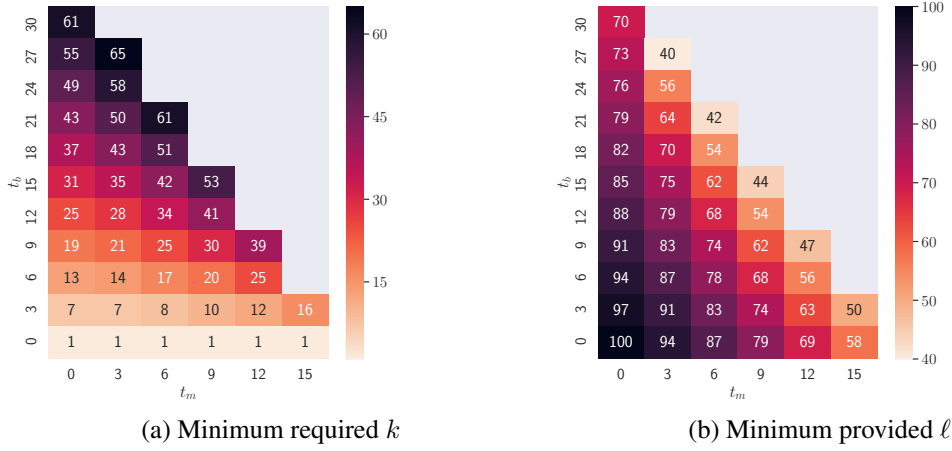 30 61
27 55 65
24 49 58
21 43 50 61
18 37 43 51
15 31 35 42 53
12 25 28 34 41
9 19 21 25 30 39
6 13 14 17 20 25
3 7 7 8 10 12 16
0 1 1 1 1 1 1
0 3 6 9 12 15
t_b
t_m
60
45
30
15
(a) Minimum required k
30 70
27 73 40
24 76 56
21 79 64 42
18 82 70 54
15 85 75 62 44
12 88 79 68 54
9 91 83 74 62 47
6 94 87 78 68 56
3 97 91 83 74 63 50
0 100 94 87 79 69 58
0 3 6 9 12 15
t_b
t_m
100
90
80
70
60
50
40
(b) Minimum provided ℓ